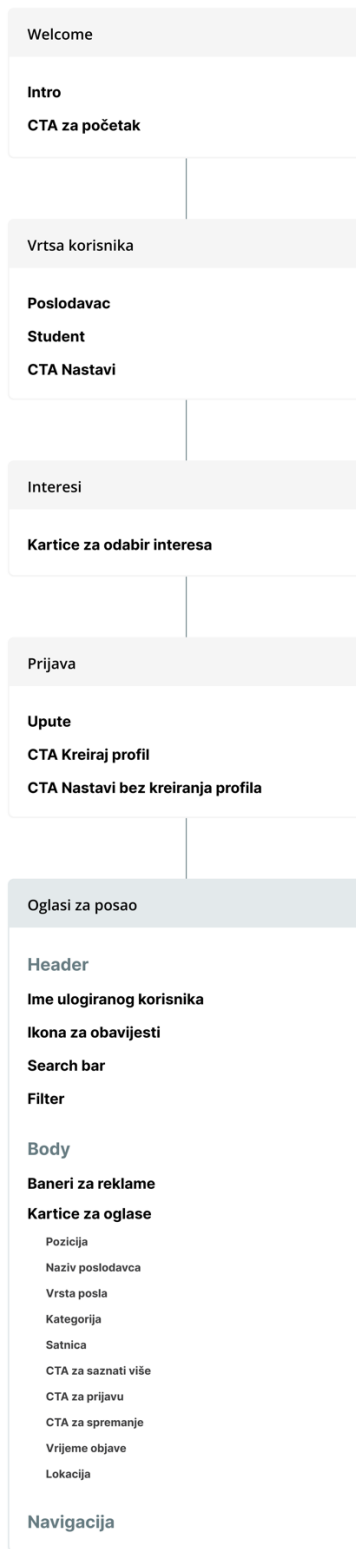 Welcome
Intro
CTA za početak
Vrtsa korisnika
Poslodavac
Student
CTA Nastavi
Interesi
Kartice za odabir interesa
Prijava
Upute
CTA Kreiraj profil
CTA Nastavi bez kreiranja profila
Oglasi za posao
Header
Ime ulogiranog korisnika
Ikona za obavijesti
Search bar
Filter
Body
Baneri za reklame
Kartice za oglase
Pozicija
Naziv poslodavca
Vrsta posla
Kategorija
Satnica
CTA za saznati više
CTA za prijavu
CTA za spremanje
Vrijeme objave
Lokacija
Navigacija